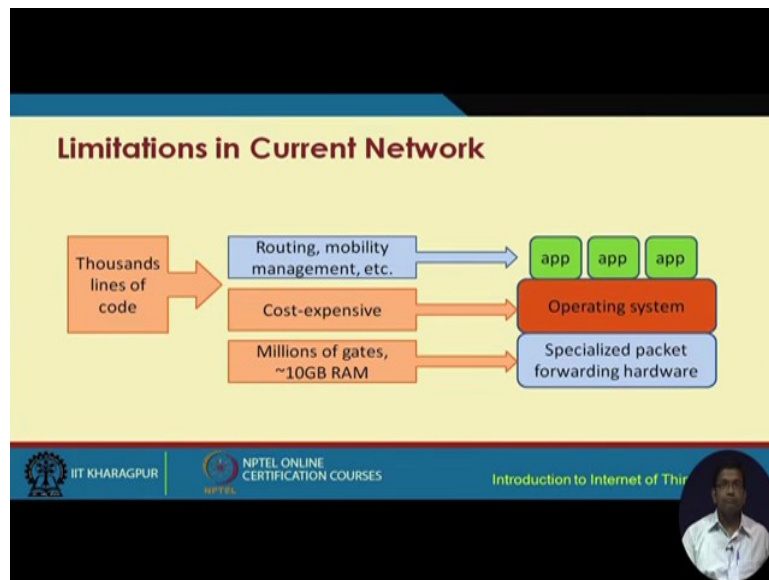 Limitations in Current Network
Thousands
lines of
code
Routing, mobility
management, etc.
Cost-expensive
Millions of gates,
~10GB RAM
app app app
Operating system
Specialized packet
forwarding hardware
IIT KHARAGPUR
NPTEL
NPTEL ONLINE
CERTIFICATION COURSES
Introduction to Internet of Thin